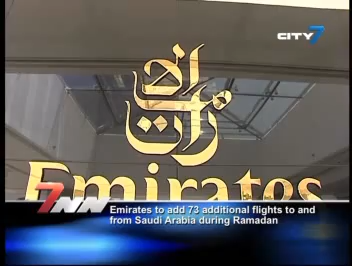 CITY7
الإمارات
Emirates
7NN
Emirates to add 73 additional flights to and
from Saudi Arabia during Ramadan